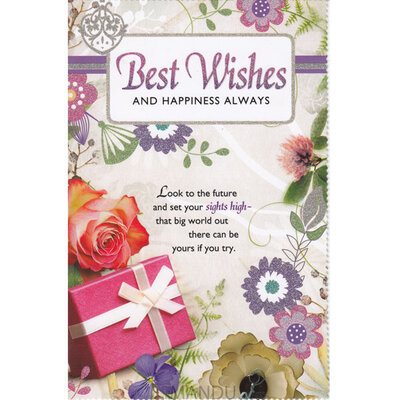 Best Wishes
AND HAPPINESS ALWAYS
Look to the future
and set your sights high-
that big world out
there can be
yours if you try.